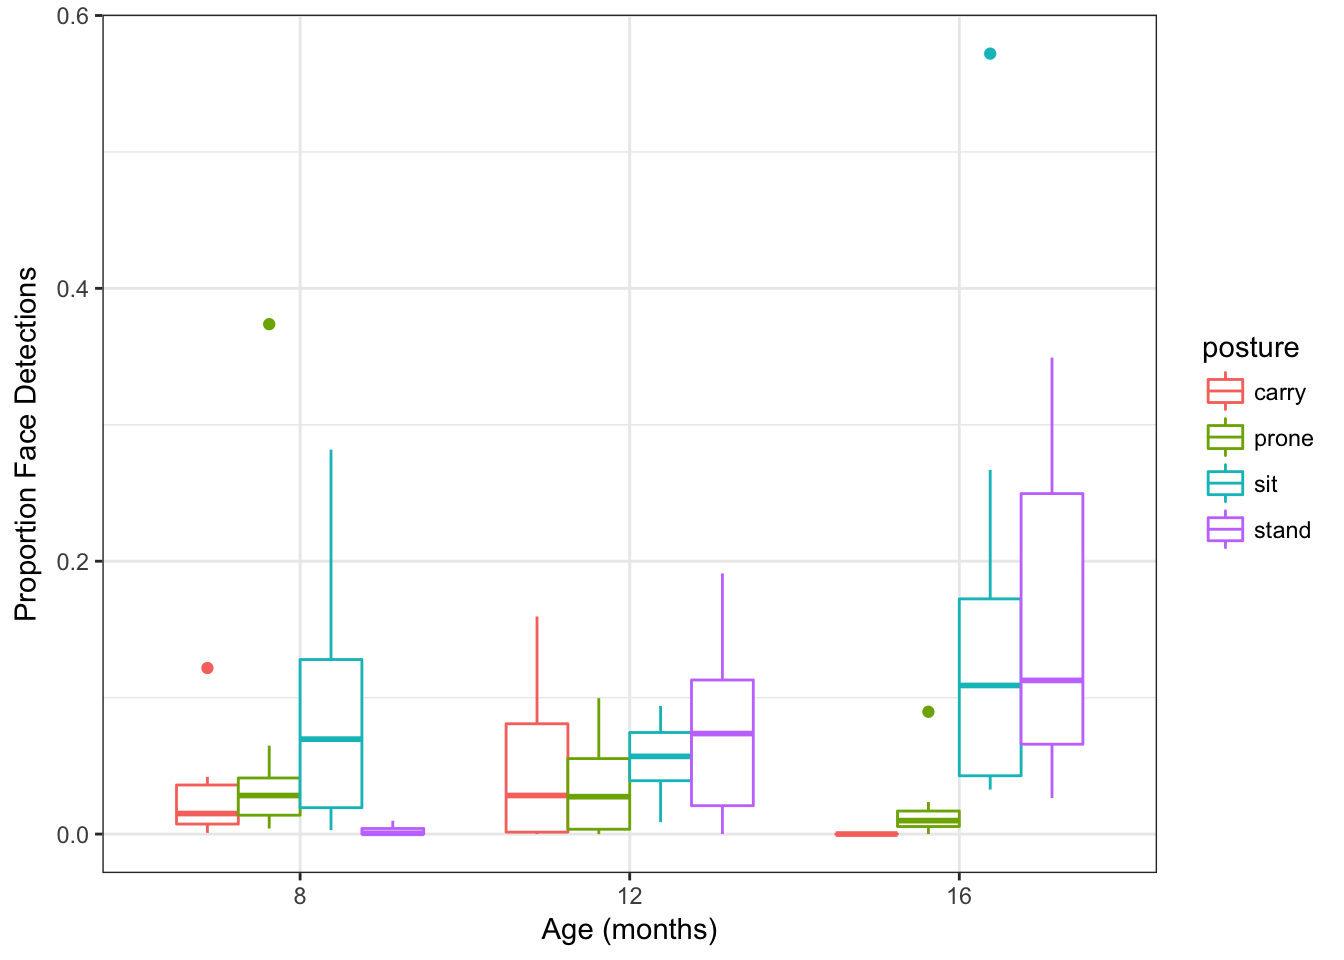 Proportion Face Detections
0.6
0.4
0.2
0.0
8 12 16
Age (months)
posture
carry
prone
sit
stand